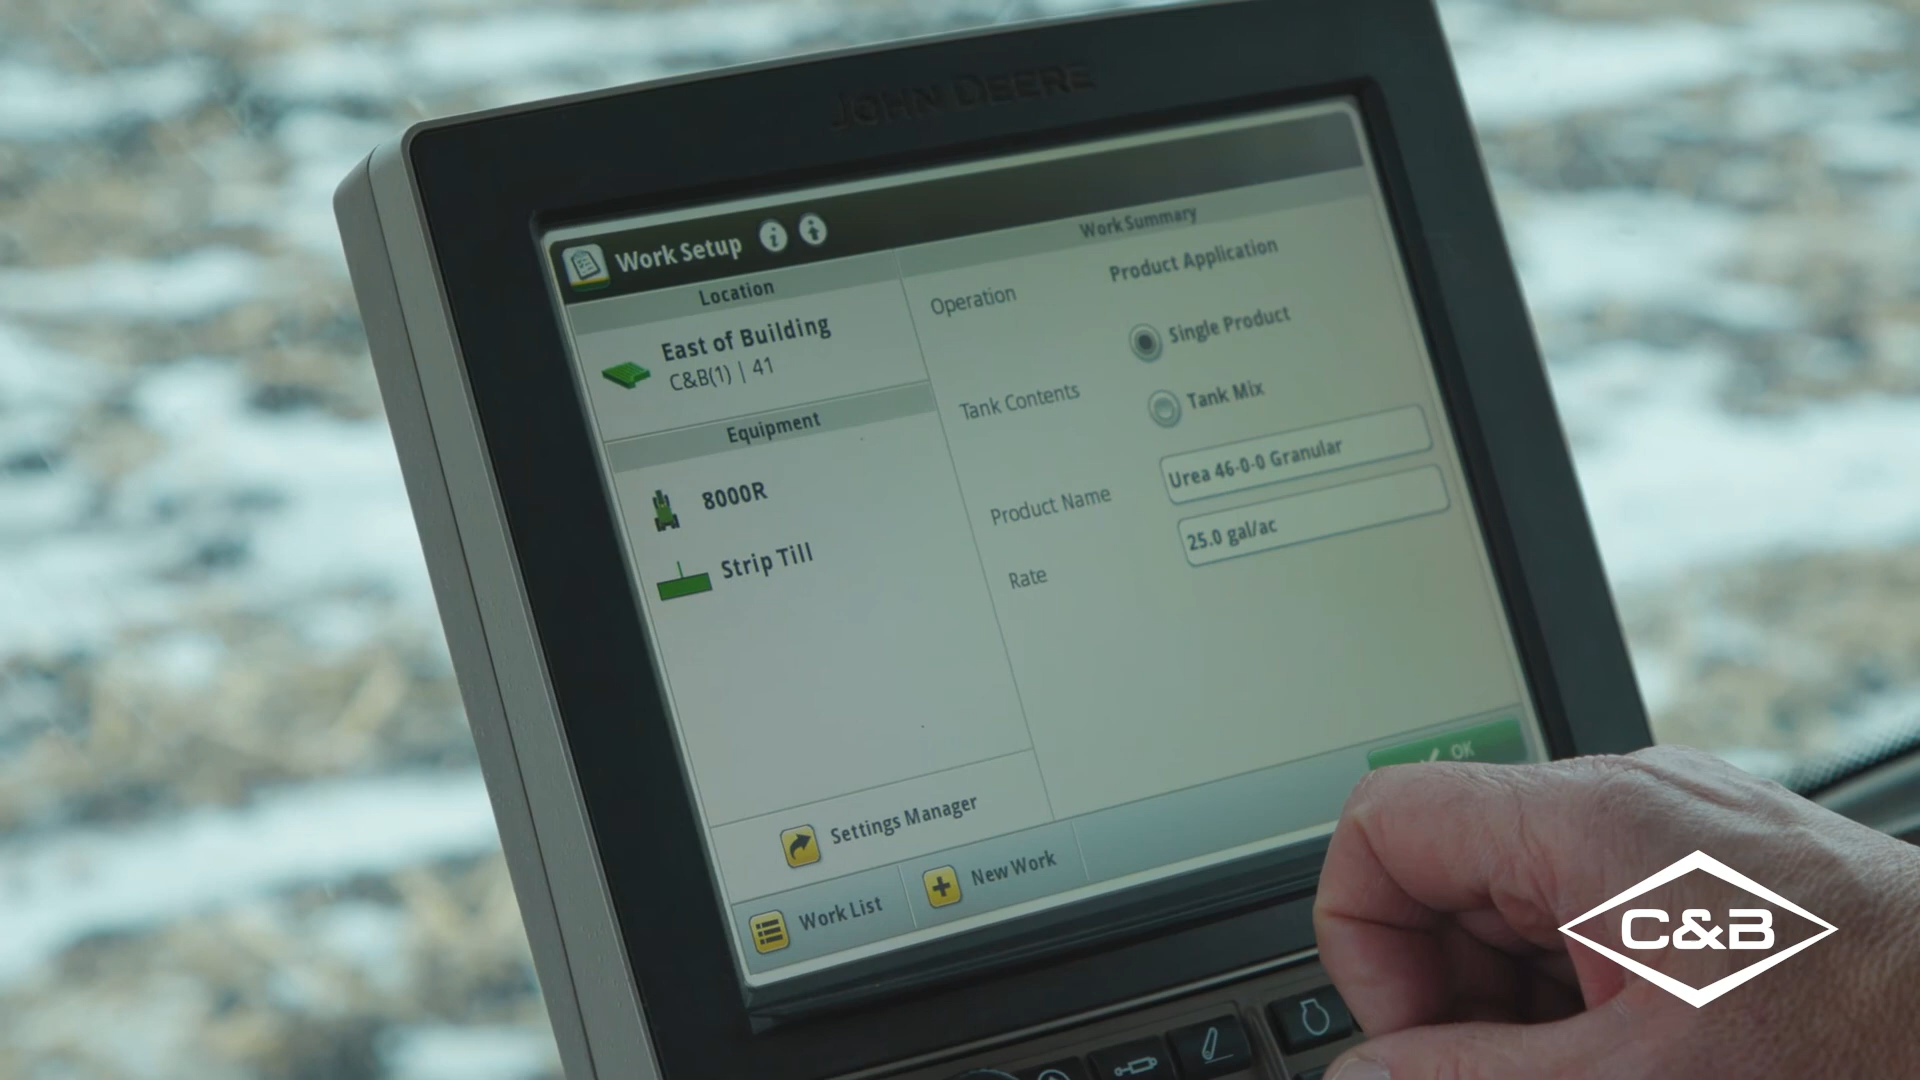 JOHN DEERE
Work Setup
Location
East of Building
C&B(1) | 41
Equipment
8000R
Strip Till
Settings Manager
Work List
New Work
Work Summary
Operation
Product Application
Tank Contents
Single Product
Tank Mix
Product Name
Urea 46-0-0 Granular
Rate
25.0 gal/ac
OK
C&B